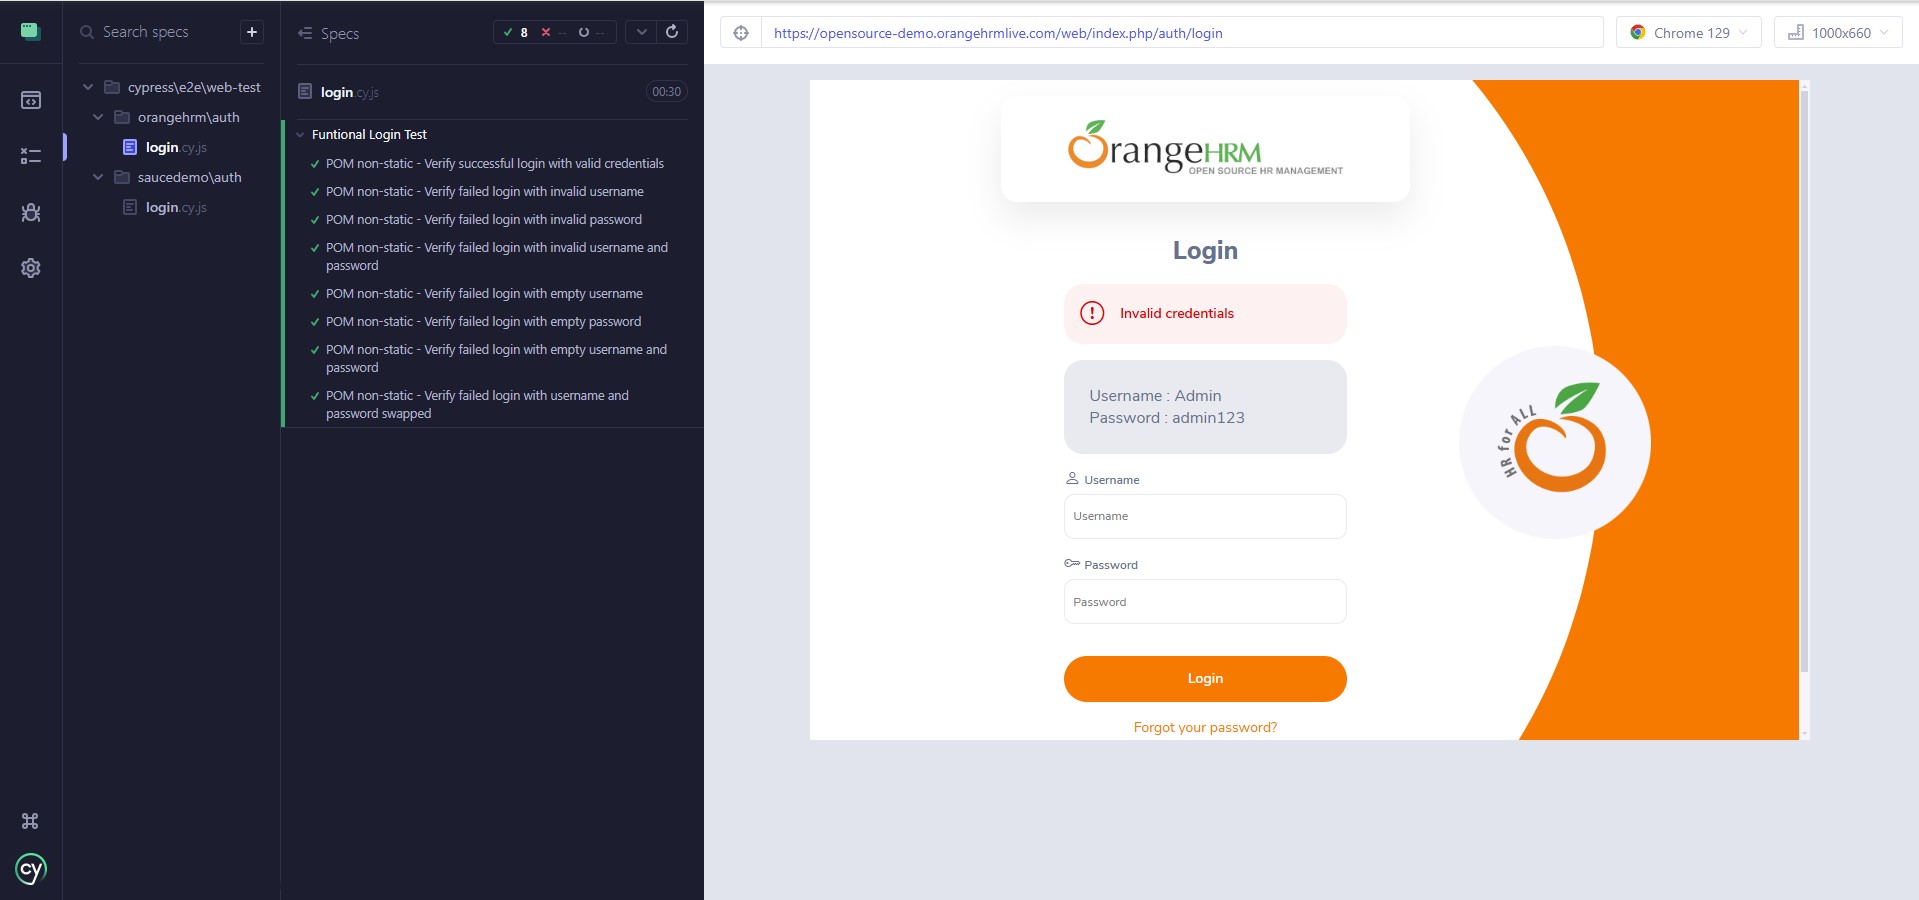 Search specs
+
cypress\e2e\web-test
orangehrm\auth
login.cy.js
saucedemo\auth
login.cy.js
cy
Specs
8 -- --
login.cy.js 00:30
Funtional Login Test
POM non-static - Verify successful login with valid credentials
POM non-static - Verify failed login with invalid username
POM non-static - Verify failed login with invalid password
POM non-static - Verify failed login with invalid username and
password
POM non-static - Verify failed login with empty username
POM non-static - Verify failed login with empty password
POM non-static - Verify failed login with empty username and
password
POM non-static - Verify failed login with username and
password swapped
https://opensource-demo.orangehrmlive.com/web/index.php/auth/login
Chrome 129
1000x660
OrangeHRM
OPEN SOURCE HR MANAGEMENT
Login
! Invalid credentials
Username : Admin
Password : admin123
Username
Username
Password
Password
Login
Forgot your password?
HR for ALL